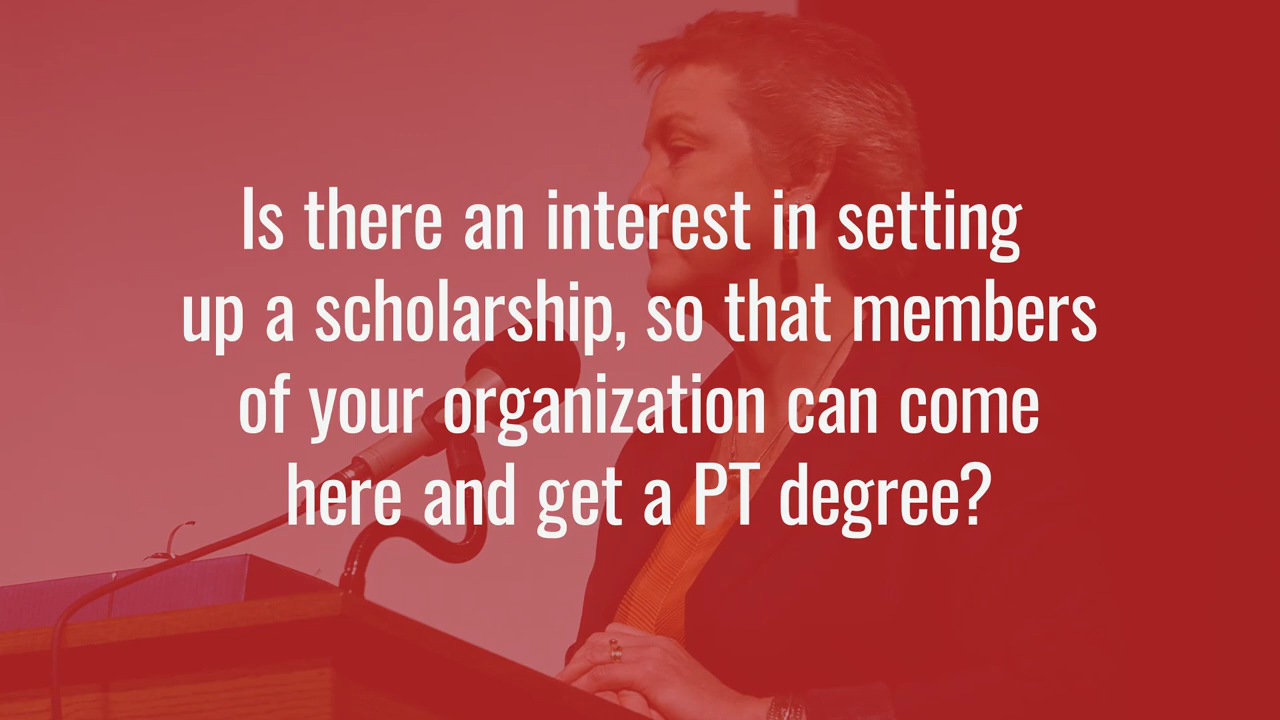 Is there an interest in setting
up a scholarship, so that members
of your organization can come
here and get a PT degree?